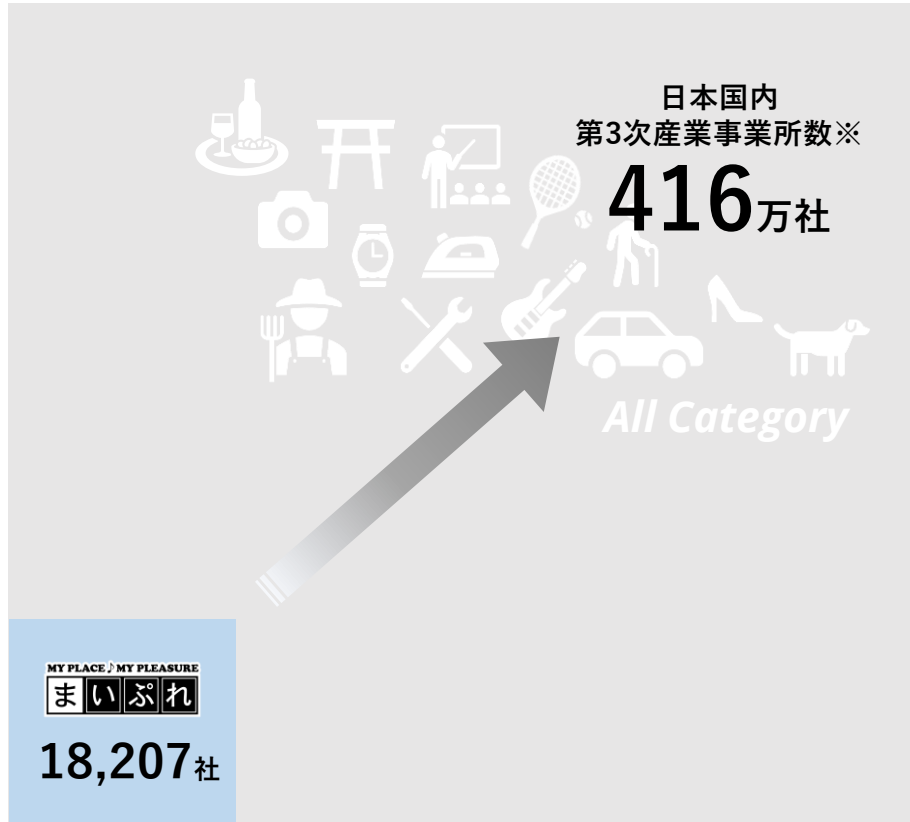 日本国内
第3次産業事業所数※
416万社
All Category
MY PLACE♪MY PLEASURE
まいぷれ
18,207社